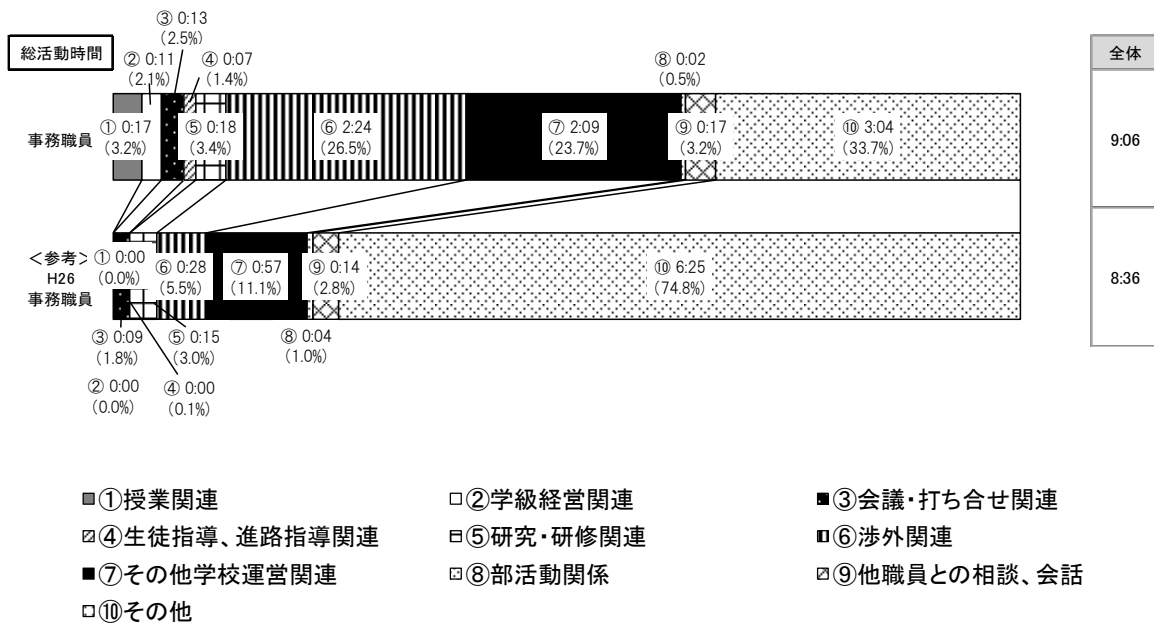 総活動時間
③ 0:13
(2.5%)
② 0:11
(2.1%)
④ 0:07
(1.4%)
⑧ 0:02
(0.5%)
全体
事務職員
① 0:17
(3.2%)
⑤ 0:18
(3.4%)
⑥ 2:24
(26.5%)
⑦ 2:09
(23.7%)
⑨ 0:17
(3.2%)
⑩ 3:04
(33.7%)
9:06
<参考>
H26
事務職員
① 0:00
(0.0%)
⑥ 0:28
(5.5%)
⑦ 0:57
(11.1%)
⑨ 0:14
(2.8%)
⑩ 6:25
(74.8%)
8:36
③ 0:09
(1.8%)
⑤ 0:15
(3.0%)
⑧ 0:04
(1.0%)
② 0:00
(0.0%)
④ 0:00
(0.1%)
①授業関連
②学級経営関連
③会議・打ち合せ関連
④生徒指導、進路指導関連
⑤研究・研修関連
⑥渉外関連
⑦その他学校運営関連
⑧部活動関係
⑨他職員との相談、会話
⑩その他